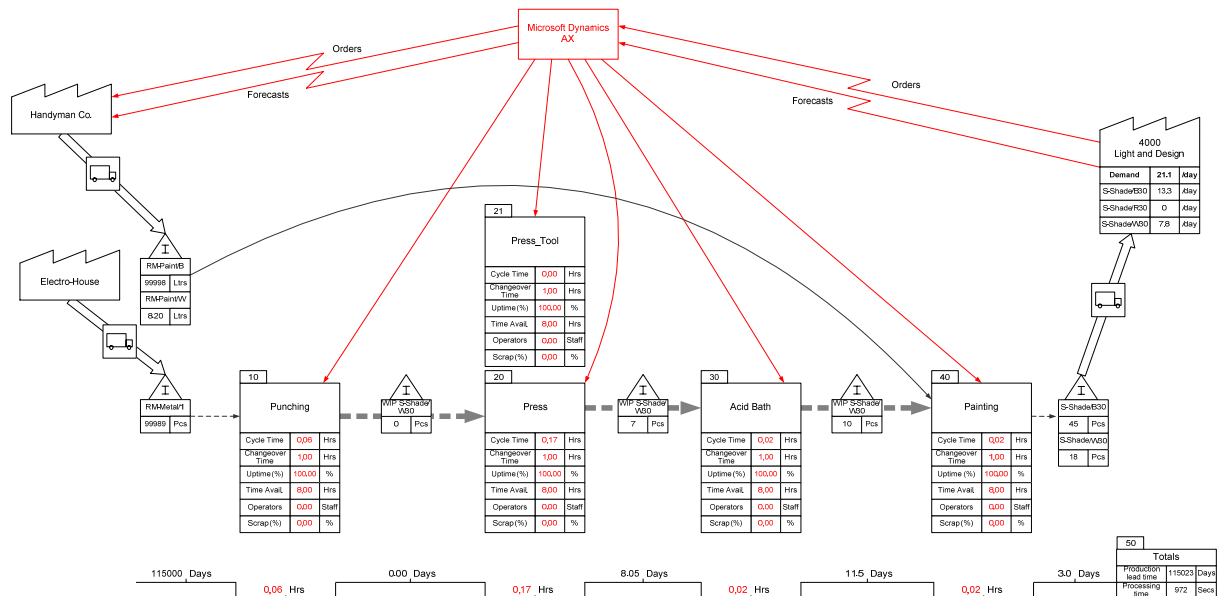 Microsoft Dynamics
AX
Orders
Forecasts
Orders
Forecasts
Handyman Co.
4000
Light and Design
Demand 21.1 /day
S-Shade/B30 13,3 /day
S-Shade/R30 0 /day
S-Shade/W30 7,8 /day
RM-Paint/B
99998 Ltrs
RM-Paint/W
8,20 Ltrs
Electro-House
21
Press_Tool
Cycle Time 0,00 Hrs
Changeover Time 1,00 Hrs
Uptime (%) 100,00 %
Time Avail. 8,00 Hrs
Operators 0,00 Staff
Scrap (%) 0,00 %
RM-Metal/1
99989 Pcs
10
Punching
Cycle Time 0,06 Hrs
Changeover Time 1,00 Hrs
Uptime (%) 100,00 %
Time Avail. 8,00 Hrs
Operators 0,00 Staff
Scrap (%) 0,00 %
WIP S-Shade/
W30
0 Pcs
20
Press
Cycle Time 0,17 Hrs
Changeover Time 1,00 Hrs
Uptime (%) 100,00 %
Time Avail. 8,00 Hrs
Operators 0,00 Staff
Scrap (%) 0,00 %
WIP S-Shade/
W30
7 Pcs
30
Acid Bath
Cycle Time 0,02 Hrs
Changeover Time 1,00 Hrs
Uptime (%) 100,00 %
Time Avail. 8,00 Hrs
Operators 0,00 Staff
Scrap (%) 0,00 %
WIP S-Shade/
W30
10 Pcs
40
Painting
Cycle Time 0,02 Hrs
Changeover Time 1,00 Hrs
Uptime (%) 100,00 %
Time Avail. 8,00 Hrs
Operators 0,00 Staff
Scrap (%) 0,00 %
S-Shade/B30
45 Pcs
S-Shade/W30
18 Pcs
I
I
I
I
I
I
115000 Days
0,06 Hrs
0.00 Days
0,17 Hrs
8.05 Days
0,02 Hrs
11.5 Days
0,02 Hrs
3.0 Days
50
Totals
Production lead time 115023 Days
Processing time 972 Secs